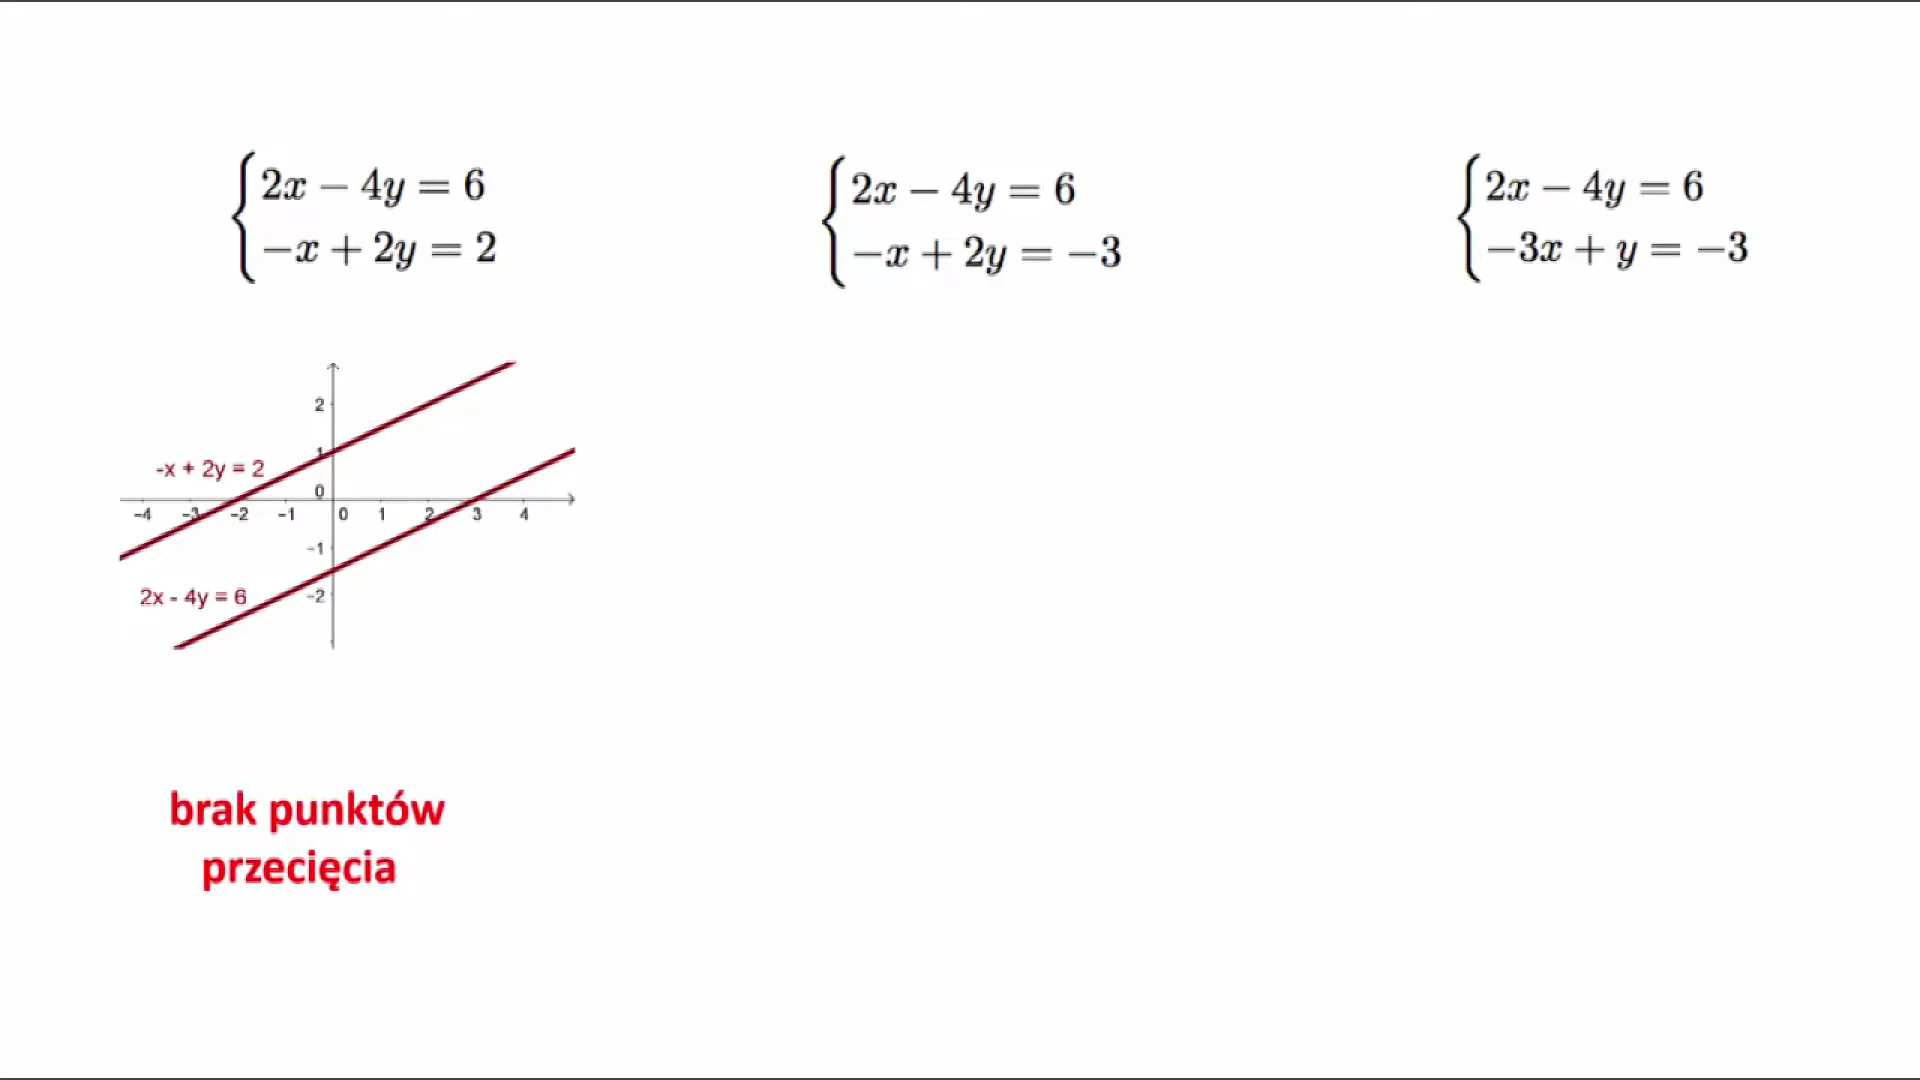 2x − 4y = 6
−x + 2y = 2
2x − 4y = 6
−x + 2y = −3
2x − 4y = 6
−3x + y = −3
2
1
-x + 2y = 2
0
−4 −3 −2 −1 0 1 2 3 4
−1
2x - 4y = 6
−2
brak punktów
przecięcia